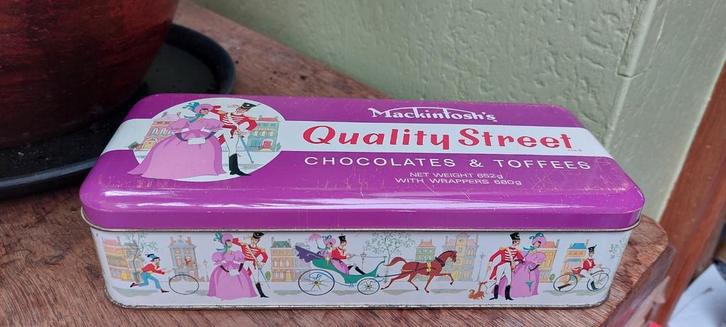 Mackintosh's
Quality Street
CHOCOLATES & TOFFEES
NET WEIGHT 652g
WITH WRAPPERS 680g